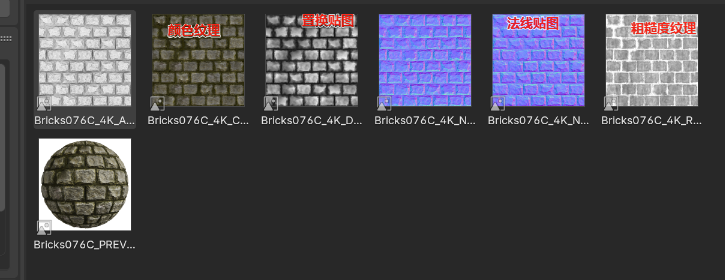 颜色纹理
置换贴图
法线贴图
粗糙度纹理
Bricks076C_4K_A...
Bricks076C_4K_C...
Bricks076C_4K_D...
Bricks076C_4K_N...
Bricks076C_4K_N...
Bricks076C_4K_R...
Bricks076C_PREV...